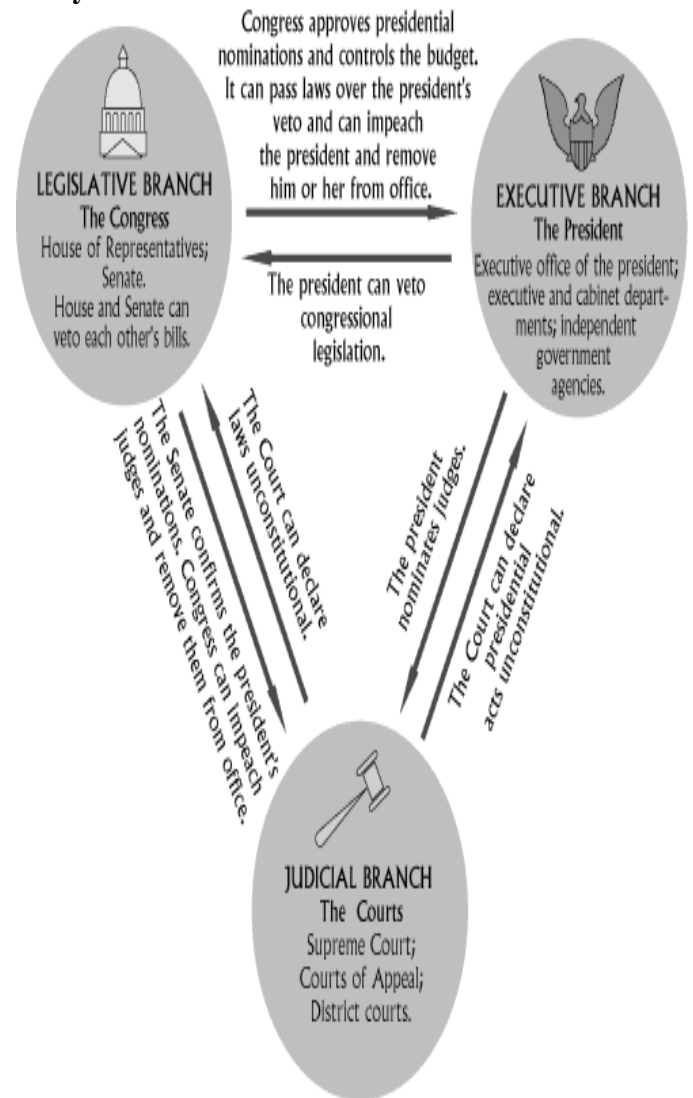 Congress approves presidential
nominations and controls the budget.
It can pass laws over the president's
veto and can impeach
the president and remove
him or her from office.
LEGISLATIVE BRANCH
The Congress
House of Representatives;
Senate.
House and Senate can
veto each other's bills.
EXECUTIVE BRANCH
The President
Executive office of the president;
executive and cabinet depart-
ments; independent
government
agencies.
The president can veto
congressional
legislation.
The Senate confirms the president's
nominations. Congress can impeach
judges and remove them from office.
The Court can declare
laws unconstitutional.
The president
nominates judges.
The Court can declare
presidential
acts unconstitutional.
JUDICIAL BRANCH
The Courts
Supreme Court;
Courts of Appeal;
District courts.